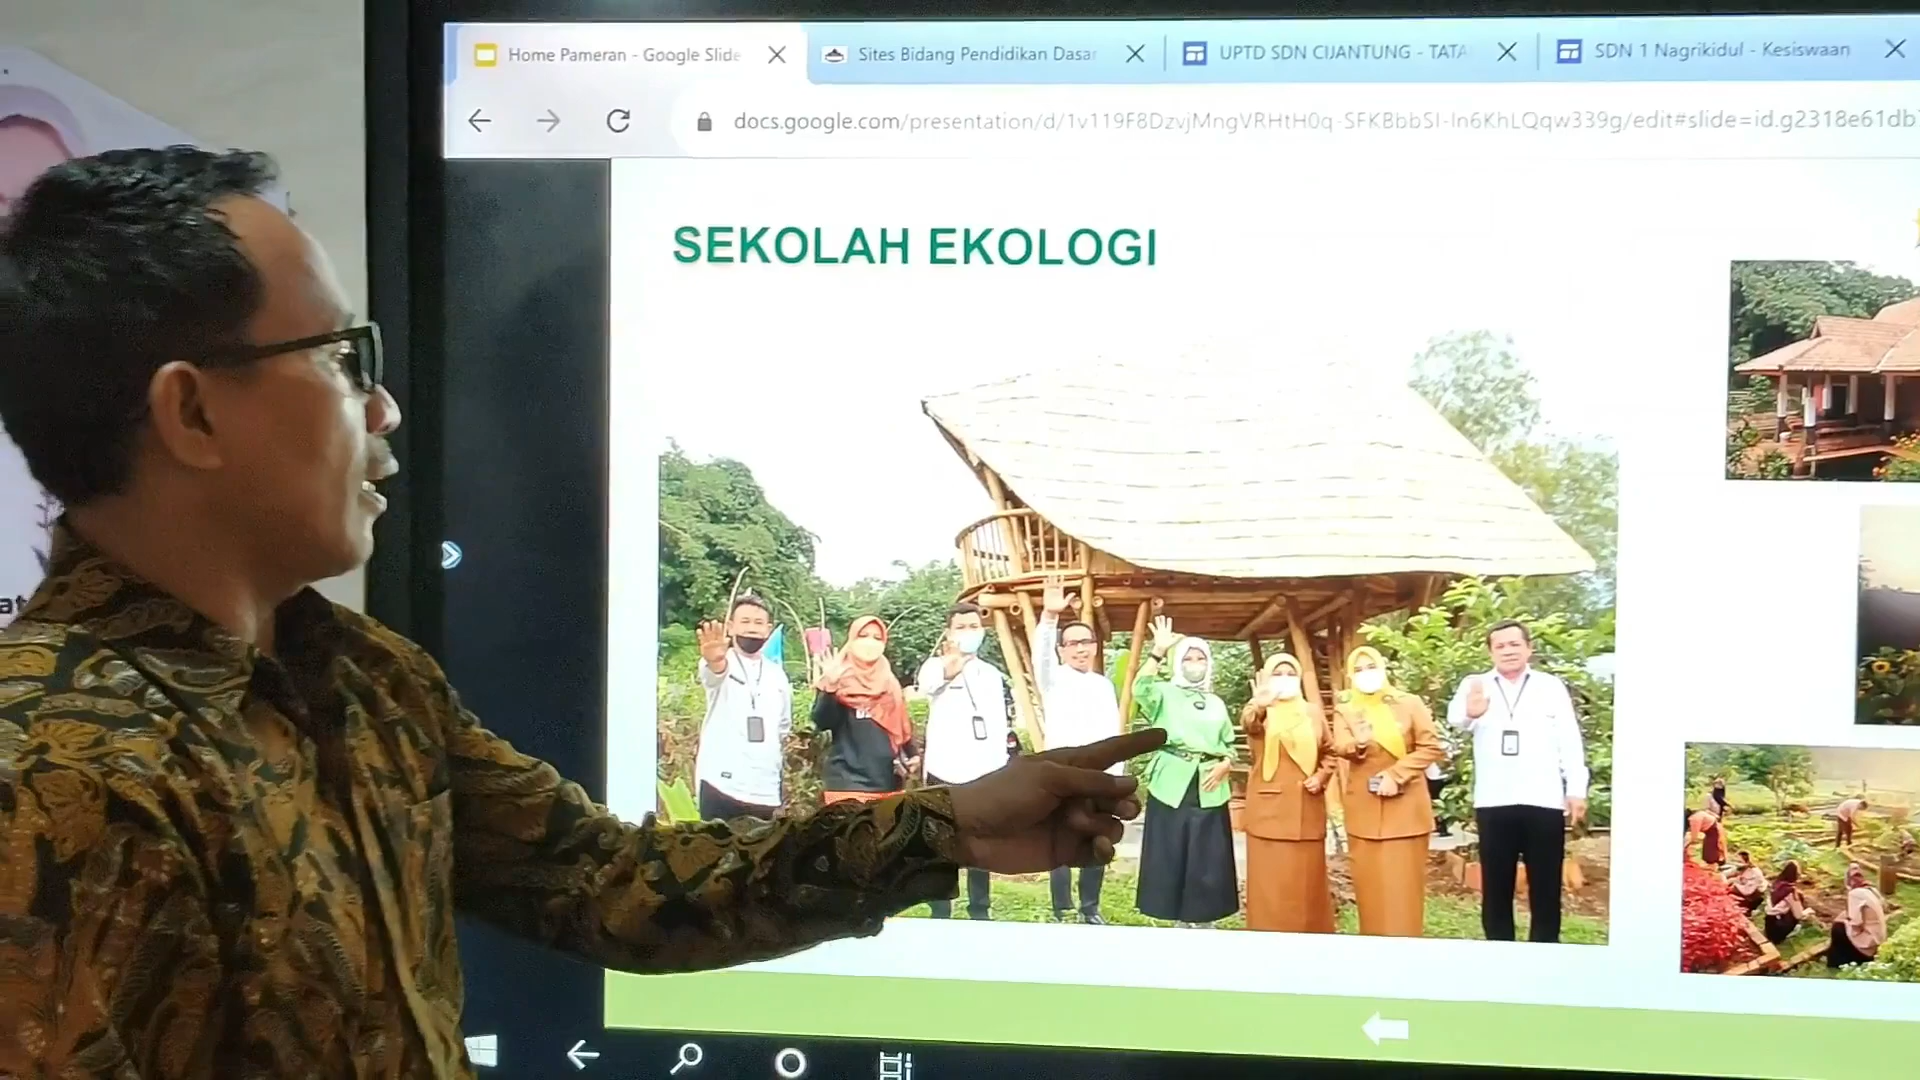 Home Pameran - Google Slide
Sites Bidang Pendidikan Dasar
UPTD SDN CIJANTUNG - TATA
SDN 1 Nagrikidul - Kesiswaan
docs.google.com/presentation/d/1v119F8DzvjMngVRHtH0q-SFKBbbSI-In6KhLQqw339g/edit#slide=id.g2318e61db
SEKOLAH EKOLOGI
at